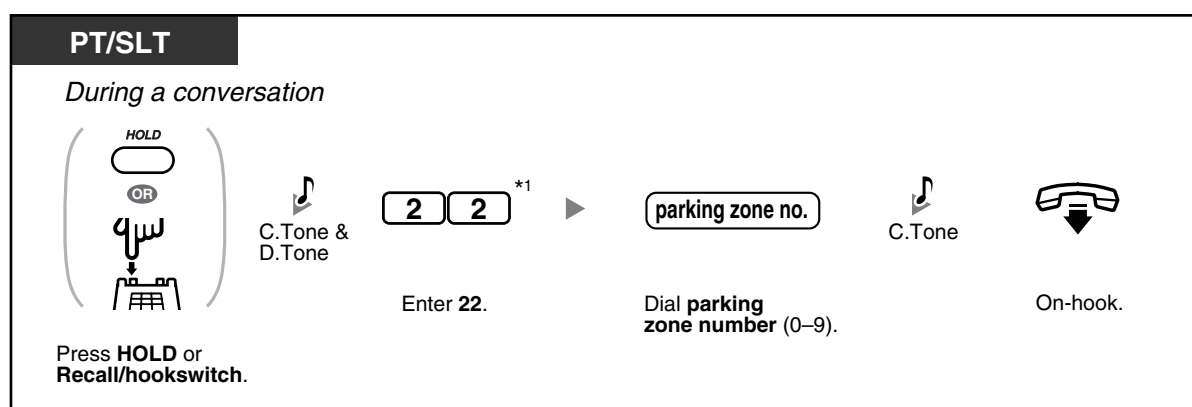 PT/SLT
During a conversation
HOLD
OR
Press HOLD or
Recall/hookswitch.
C.Tone &
D.Tone
2 2 *1
Enter 22.
parking zone no.
Dial parking
zone number (0–9).
C.Tone
On-hook.